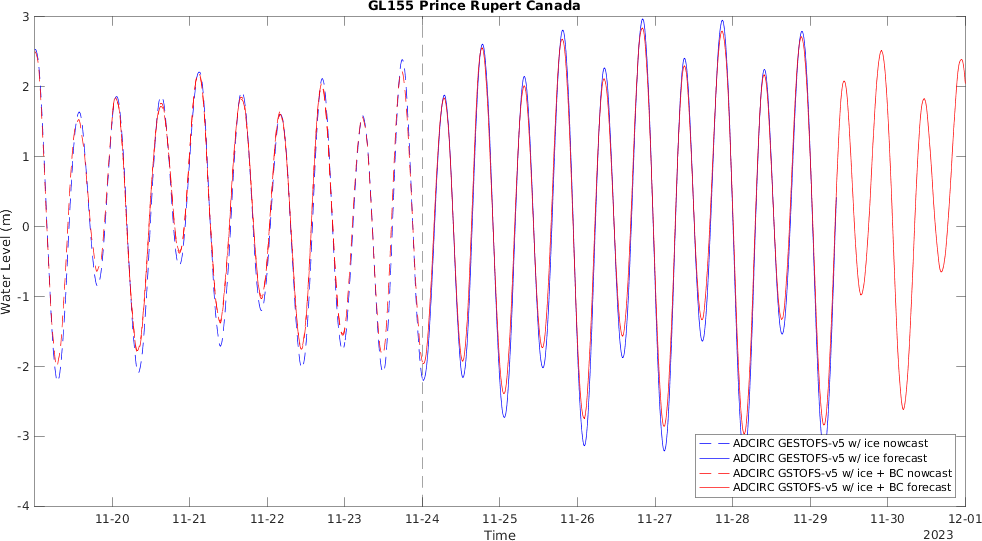 GL155 Prince Rupert Canada
3
2
1
0
-1
-2
-3
-4
Water Level (m)
ADCIRC GESTOFS-v5 w/ ice nowcast
ADCIRC GESTOFS-v5 w/ ice forecast
ADCIRC GSTOFS-v5 w/ ice + BC nowcast
ADCIRC GSTOFS-v5 w/ ice + BC forecast
11-20 11-21 11-22 11-23 11-24 11-25 11-26 11-27 11-28 11-29 11-30 12-01
Time
2023